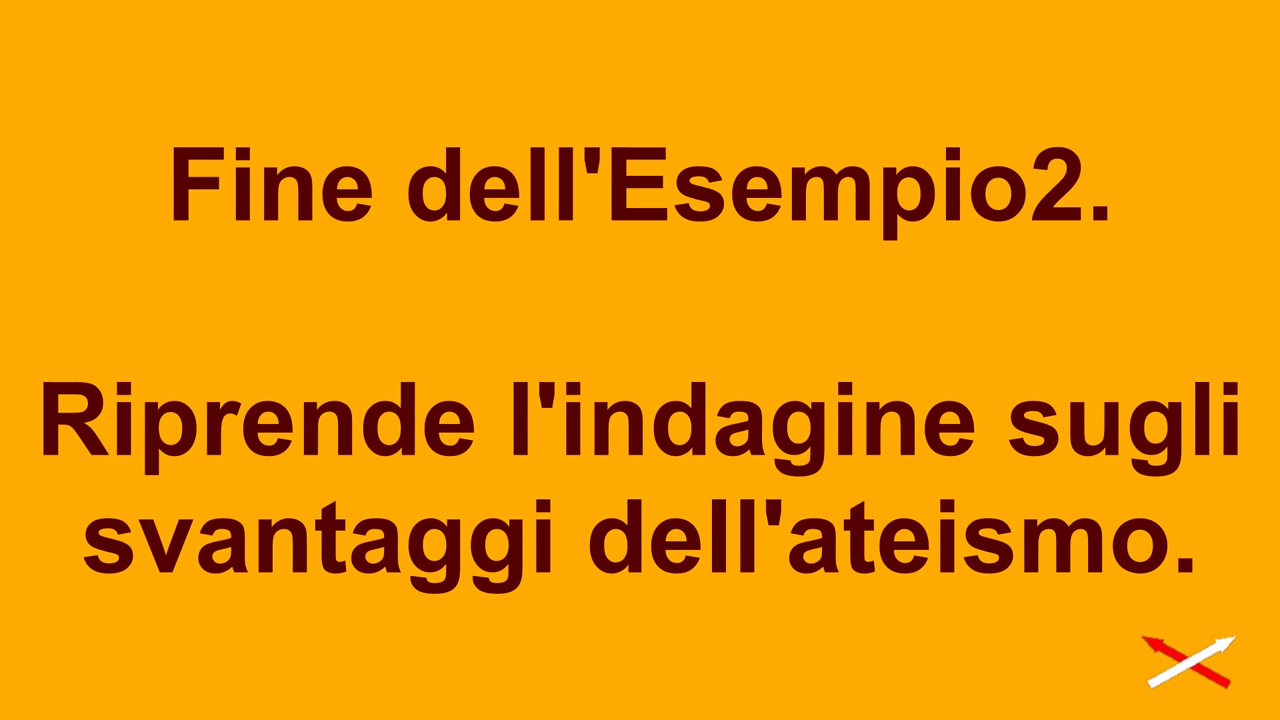 Fine dell'Esempio2.
Riprende l'indagine sugli
svantaggi dell'ateismo.